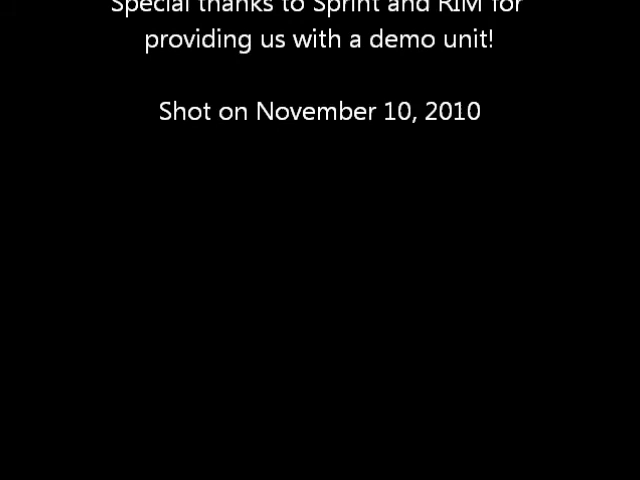 Special thanks to Sprint and RIM for
providing us with a demo unit!
Shot on November 10, 2010